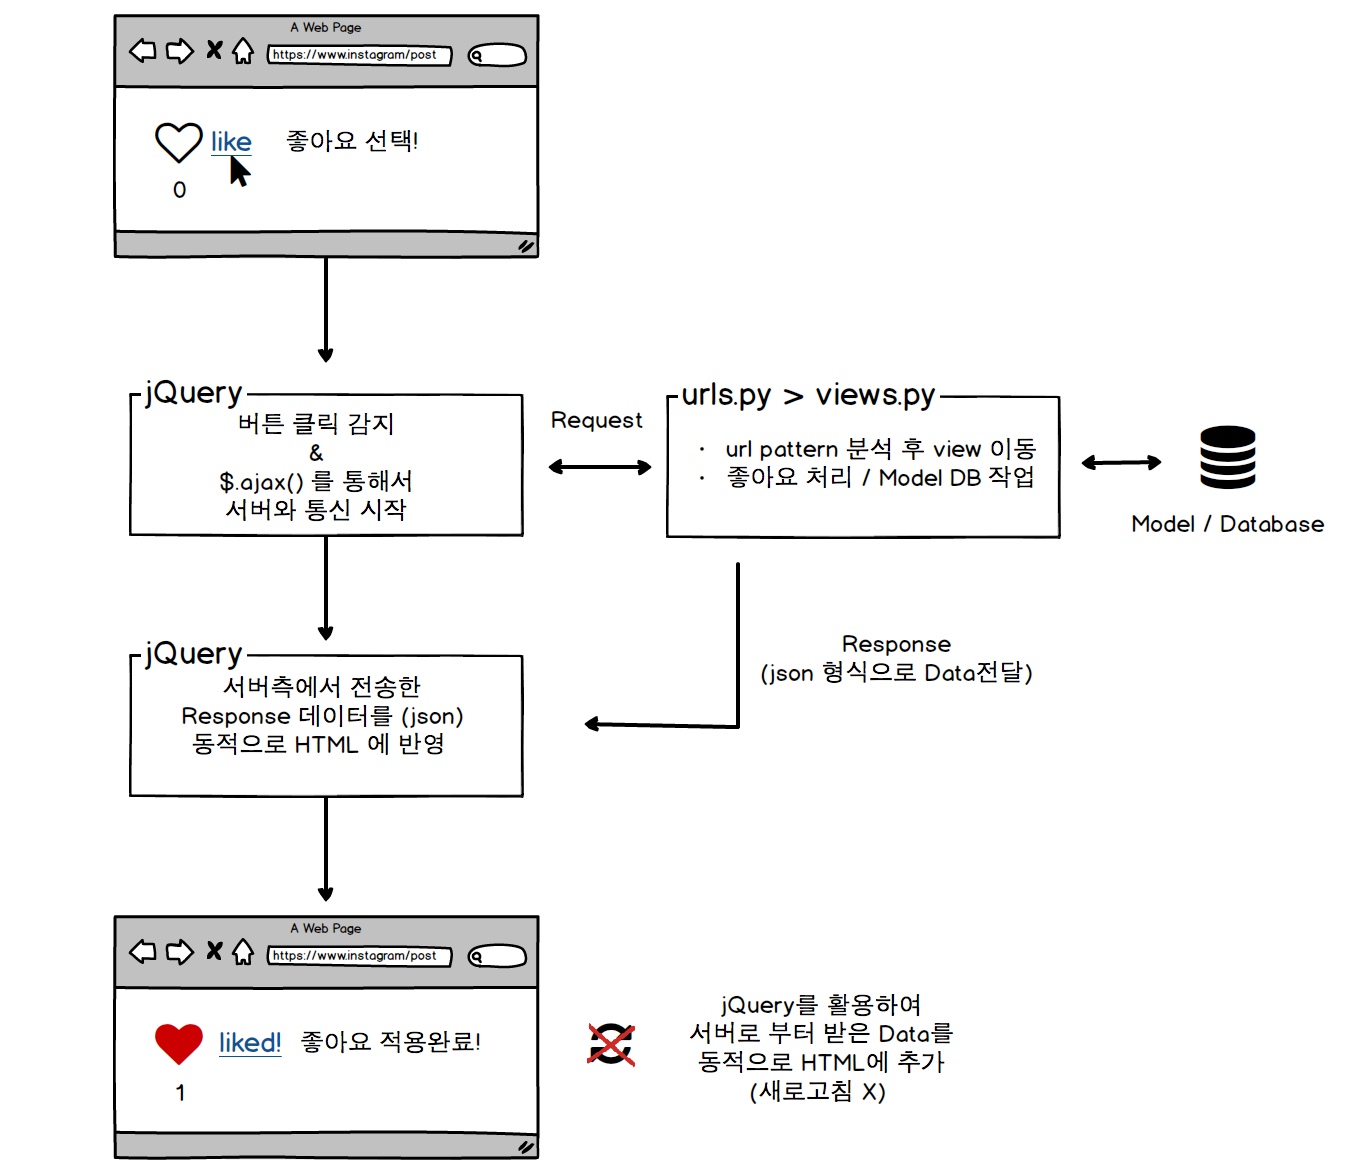 A Web Page
https://www.instagram/post
like 좋아요 선택!
0
jQuery
버튼 클릭 감지
&
$.ajax() 를 통해서
서버와 통신 시작
Request
urls.py > views.py
· url pattern 분석 후 view 이동
· 좋아요 처리 / Model DB 작업
Model / Database
Response
(json 형식으로 Data전달)
jQuery
서버측에서 전송한
Response 데이터를 (json)
동적으로 HTML 에 반영
A Web Page
https://www.instagram/post
liked! 좋아요 적용완료!
1
jQuery를 활용하여
서버로 부터 받은 Data를
동적으로 HTML에 추가
(새로고침 X)